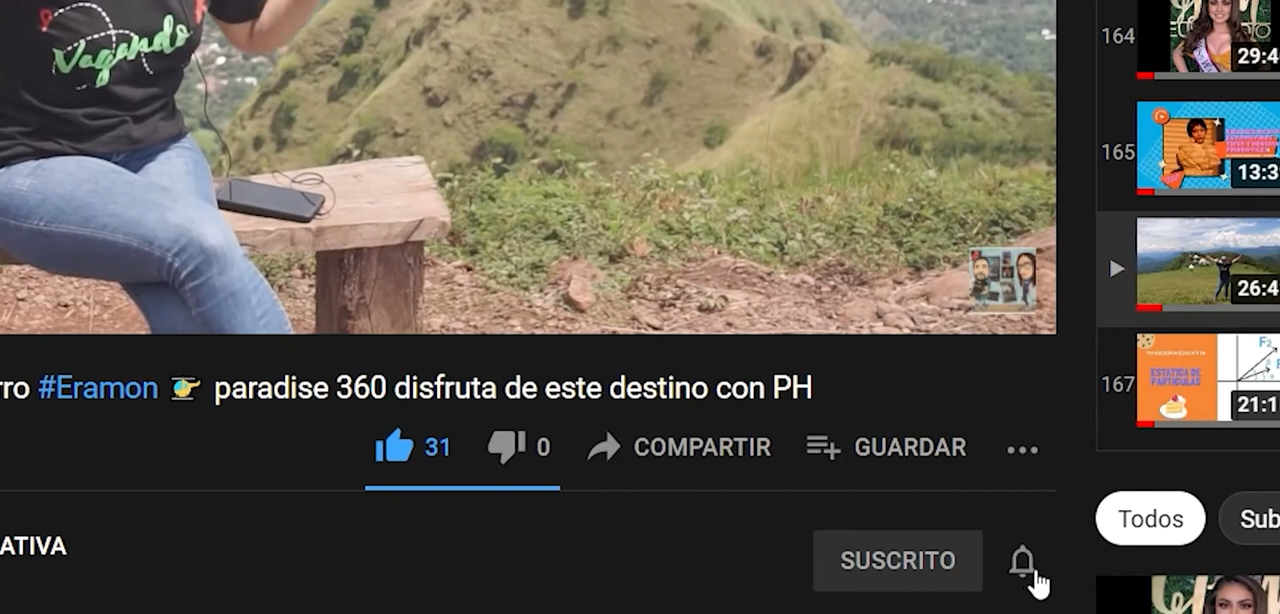 Vagando
rro #Eramon paradise 360 disfruta de este destino con PH
31
0
COMPARTIR
GUARDAR
ATIVA
SUSCRITO
164
29:4
165
13:3
26:4
167
ESTATICA DE
PARTICULAS
F2
21:1
Todos
Sub